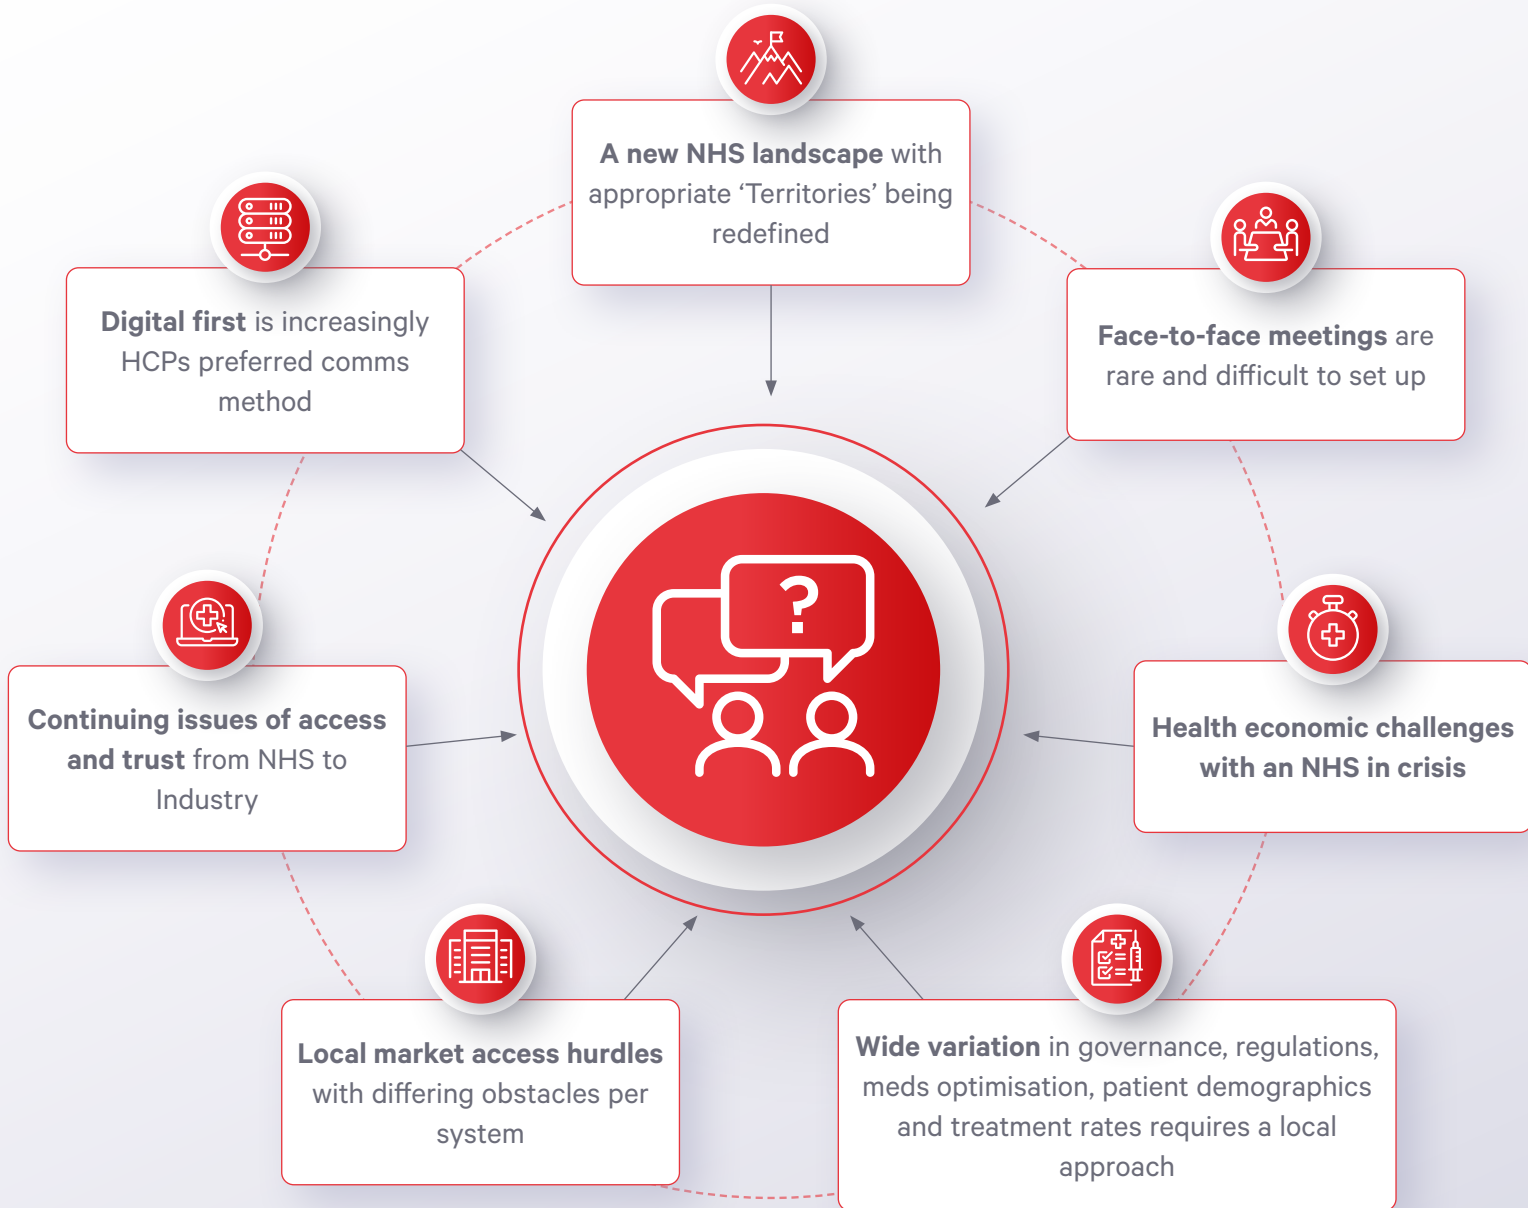 A new NHS landscape with
appropriate ‘Territories’ being
redefined
Digital first is increasingly
HCPs preferred comms
method
Face-to-face meetings are
rare and difficult to set up
?
Continuing issues of access
and trust from NHS to
Industry
Health economic challenges
with an NHS in crisis
Local market access hurdles
with differing obstacles per
system
Wide variation in governance, regulations,
meds optimisation, patient demographics
and treatment rates requires a local
approach